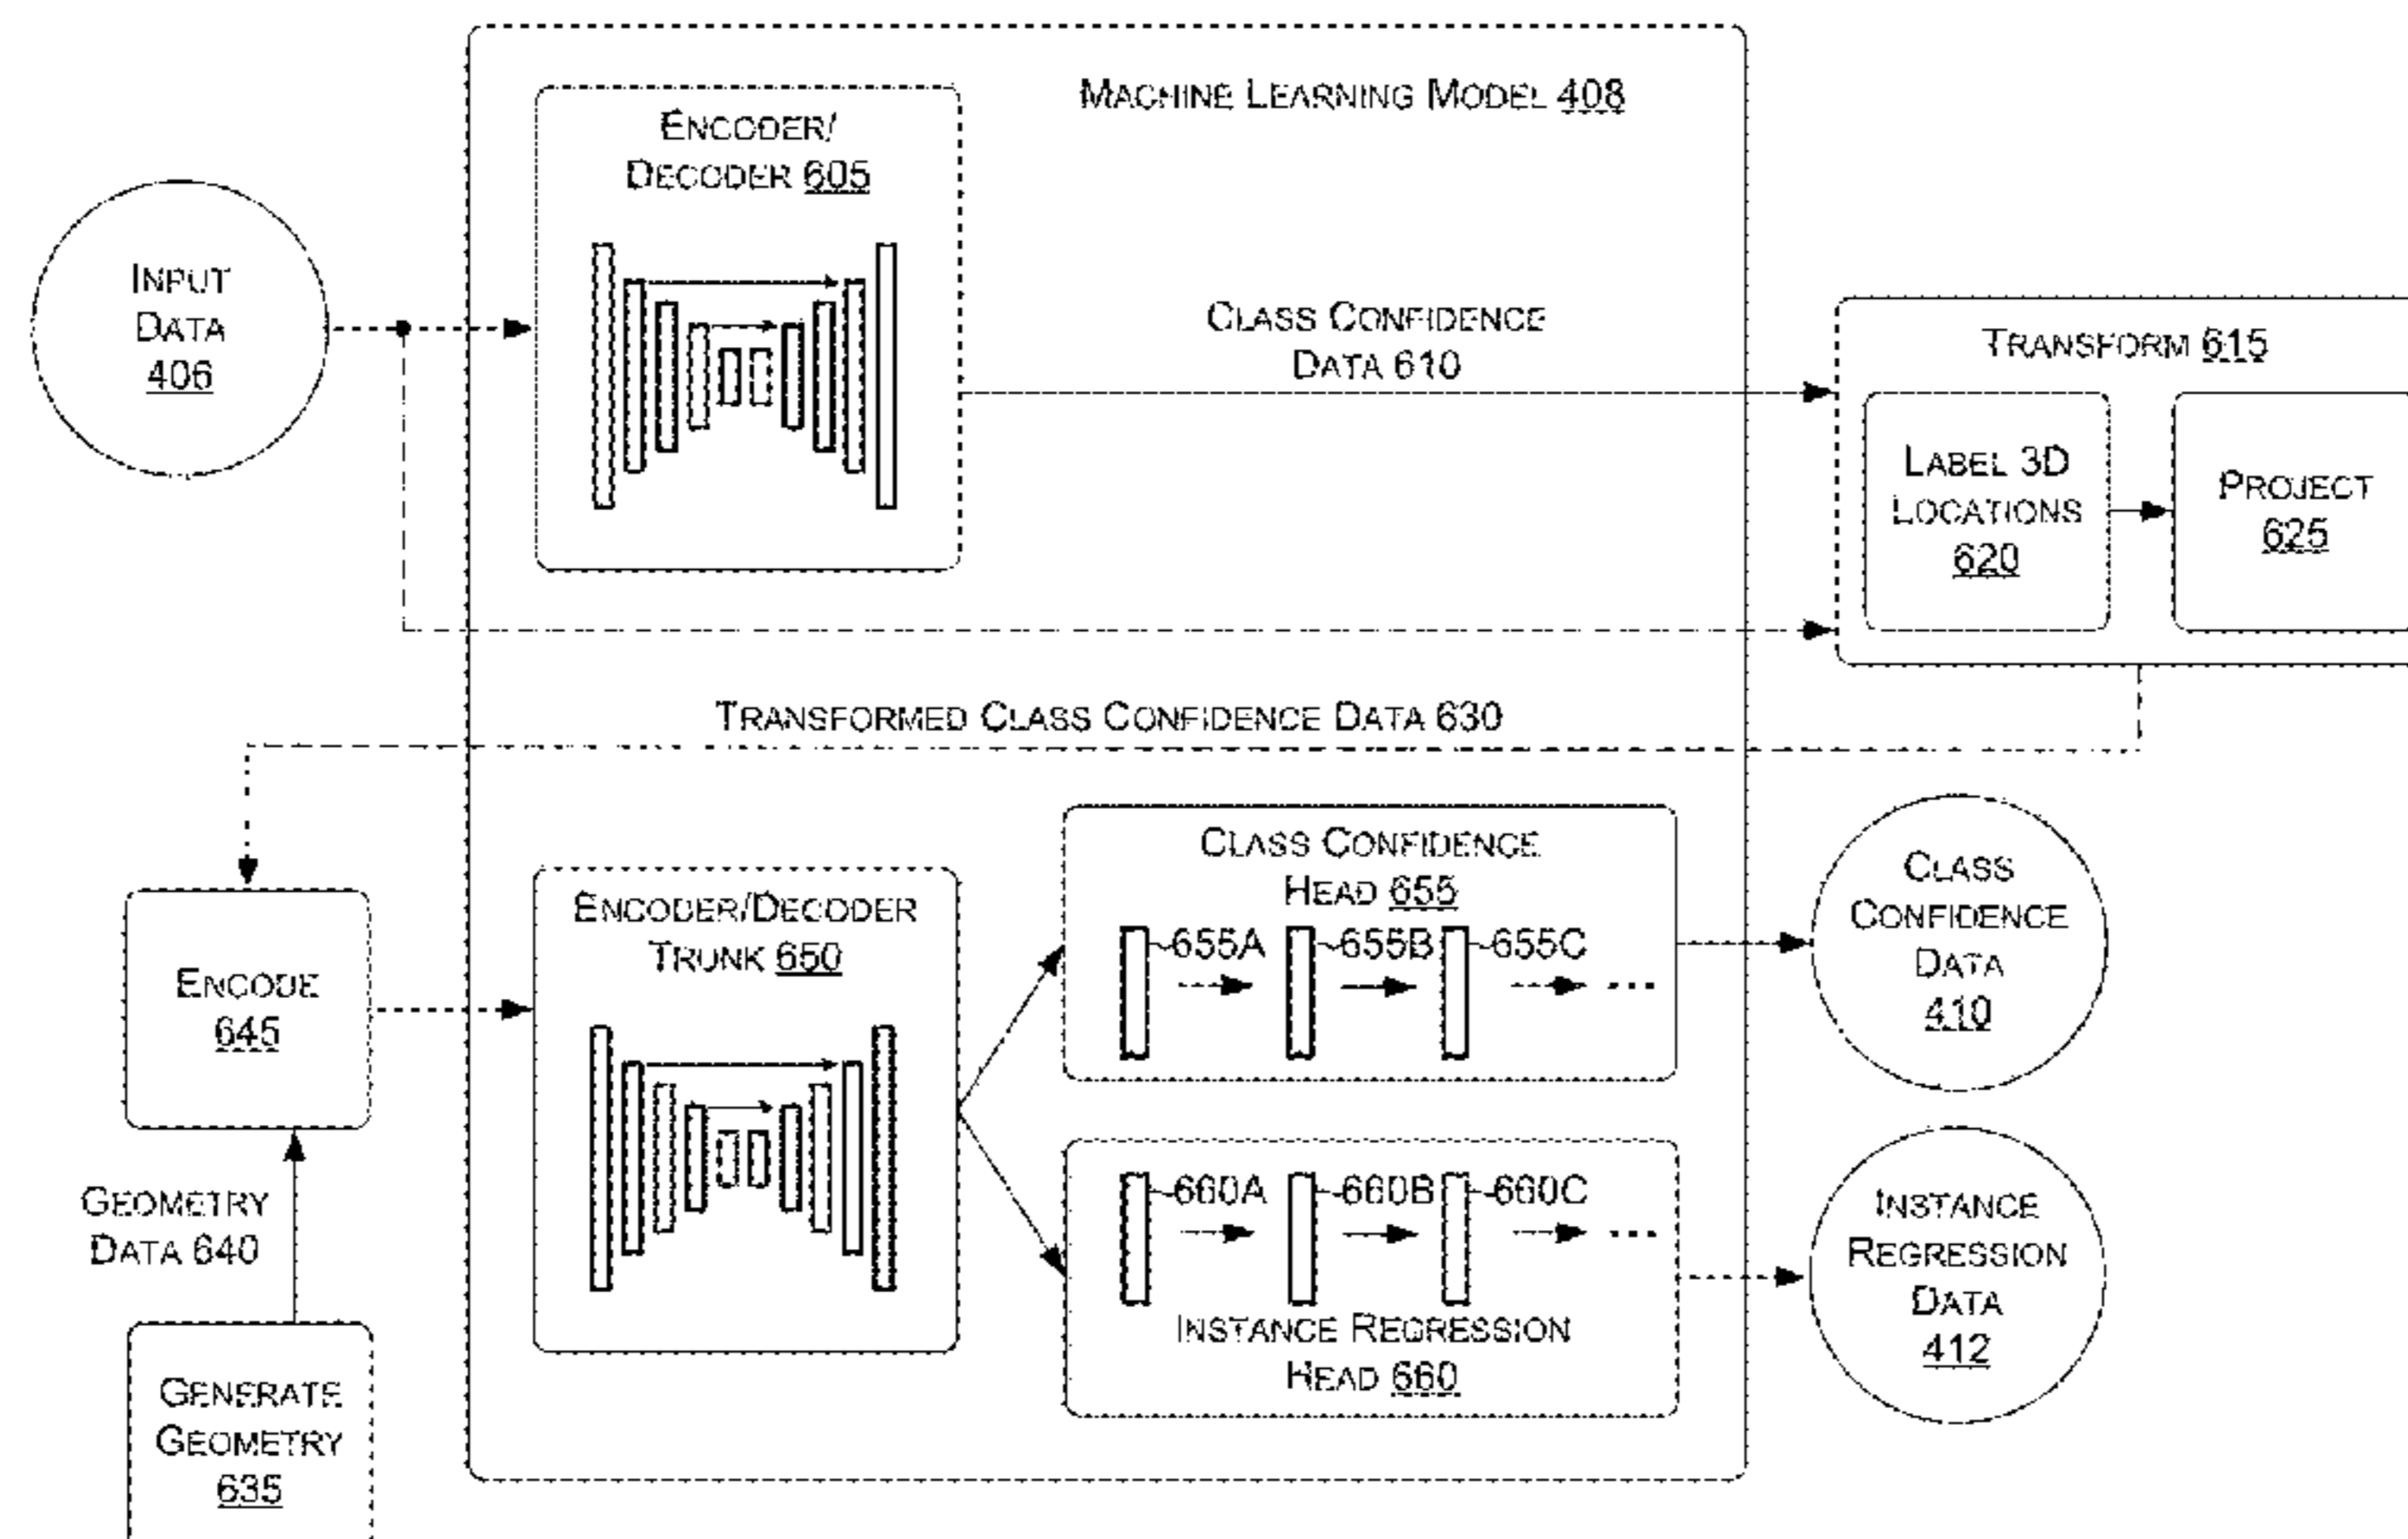 MACHINE LEARNING MODEL 408
ENCODER/
DECODER 605
INPUT
DATA
406
CLASS CONFIDENCE
DATA 610
TRANSFORM 615
LABEL 3D
LOCATIONS
620
PROJECT
625
TRANSFORMED CLASS CONFIDENCE DATA 630
ENCODE
645
ENCODER/DECODER
TRUNK 650
CLASS CONFIDENCE
HEAD 655
655A 655B 655C
CLASS
CONFIDENCE
DATA
410
GEOMETRY
DATA 640
660A 660B 660C
INSTANCE REGRESSION
HEAD 660
INSTANCE
REGRESSION
DATA
412
GENERATE
GEOMETRY
635